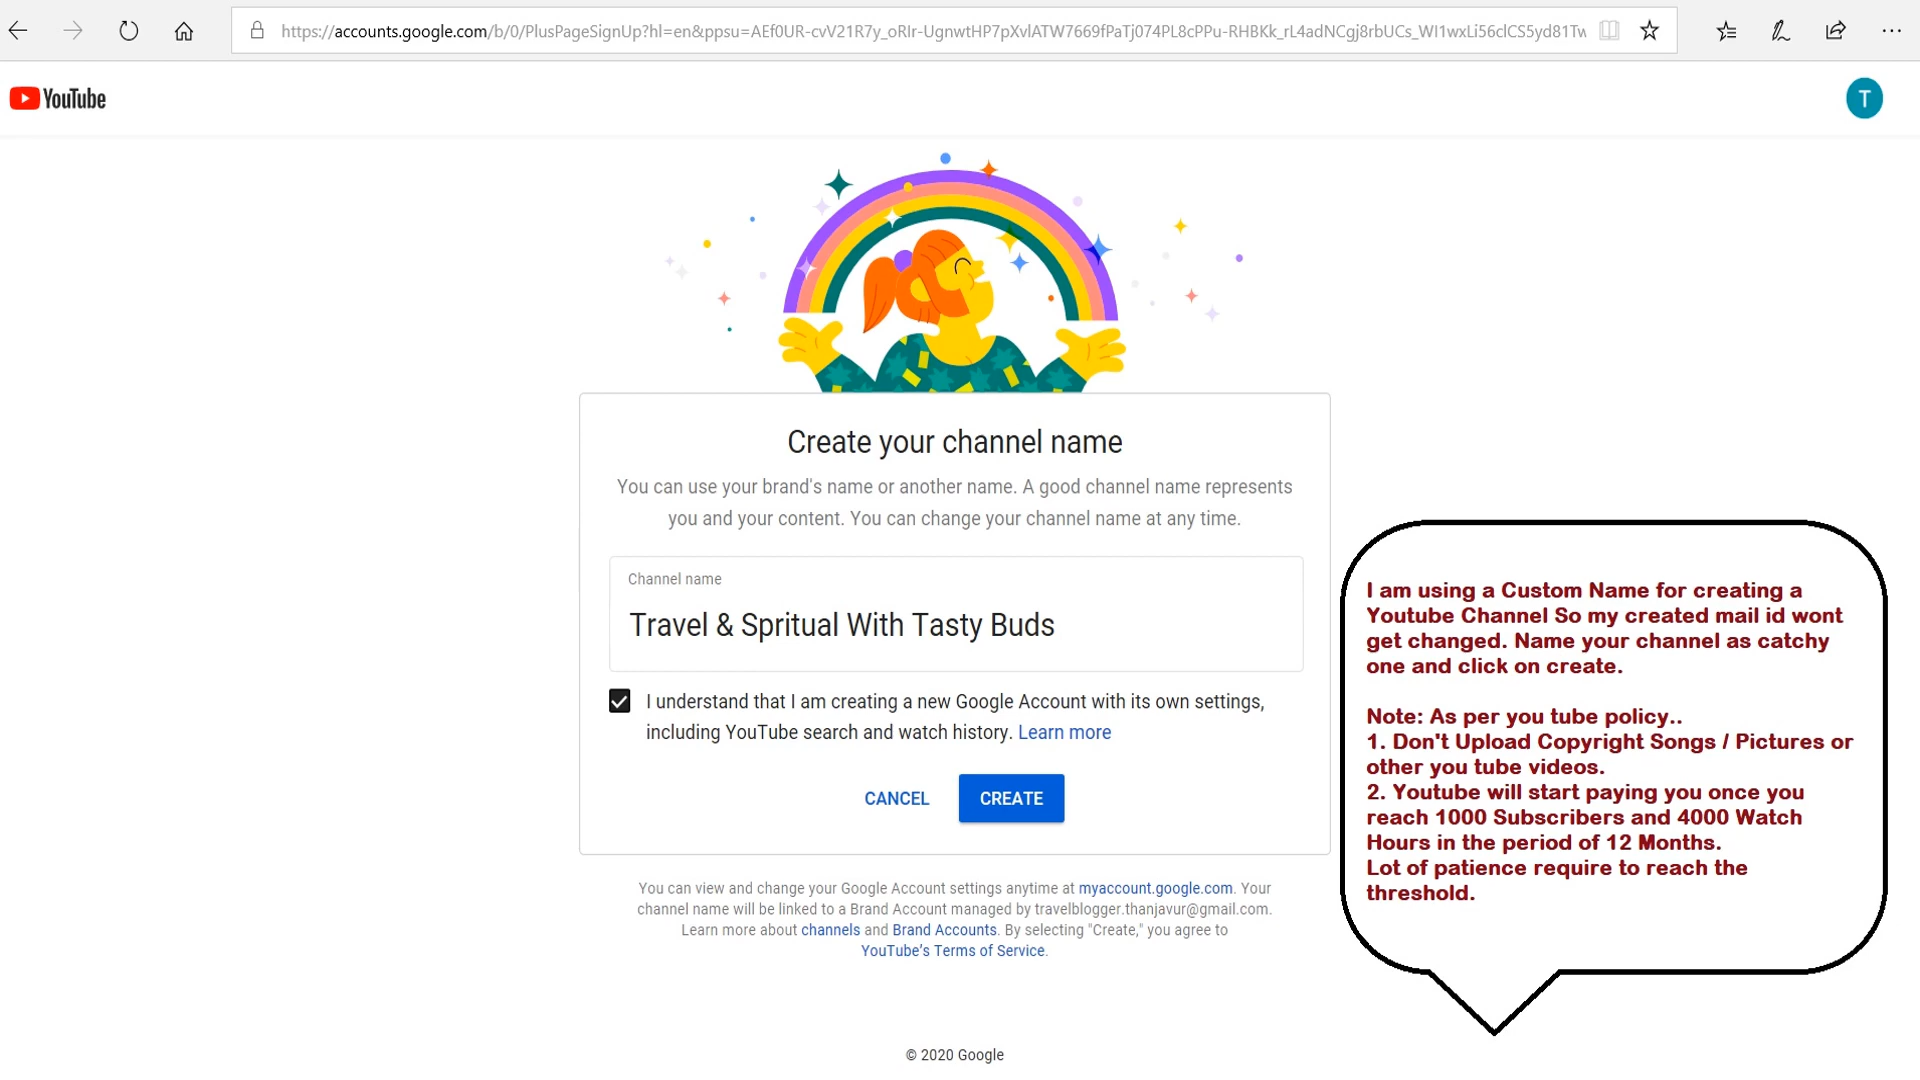 https://accounts.google.com/b/0/PlusPageSignUp?hl=en&ppsu=AEf0UR-cvV21R7y_oRIr-UgnwtHP7pXvlATW7669fPaTj074PL8cPPu-RHBKk_rL4adNCgj8rbUCs_WI1wxLi56clCS5yd81Tw
YouTube
T
Create your channel name
You can use your brand's name or another name. A good channel name represents
you and your content. You can change your channel name at any time.
Channel name
Travel & Spritual With Tasty Buds
I understand that I am creating a new Google Account with its own settings,
including YouTube search and watch history. Learn more
CANCEL CREATE
You can view and change your Google Account settings anytime at myaccount.google.com. Your
channel name will be linked to a Brand Account managed by travelblogger.thanjavur@gmail.com.
Learn more about channels and Brand Accounts. By selecting "Create," you agree to
YouTube's Terms of Service.
© 2020 Google
I am using a Custom Name for creating a
Youtube Channel So my created mail id wont
get changed. Name your channel as catchy
one and click on create.
Note: As per you tube policy..
1. Don't Upload Copyright Songs / Pictures or
other you tube videos.
2. Youtube will start paying you once you
reach 1000 Subscribers and 4000 Watch
Hours in the period of 12 Months.
Lot of patience require to reach the
threshold.